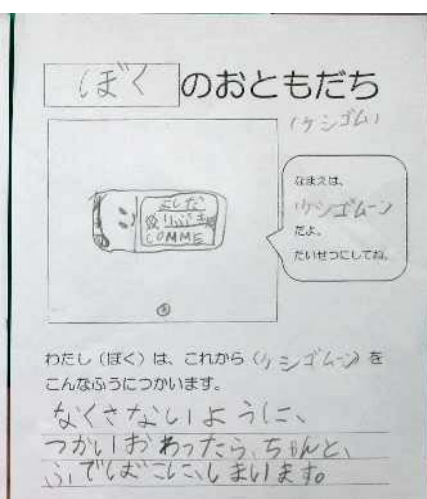 ぼくのおともだち
(ケシゴム)
なまえは、
ケシゴムーン
だよ。
たいせつにしてね。
よしだ
COMME
わたし(ぼく)は、これから(ケシゴムーン)を
こんなふうにつかいます。
なくさないように、
つかいおわったら、ちゃんと、
ふでばこに、しまいます。